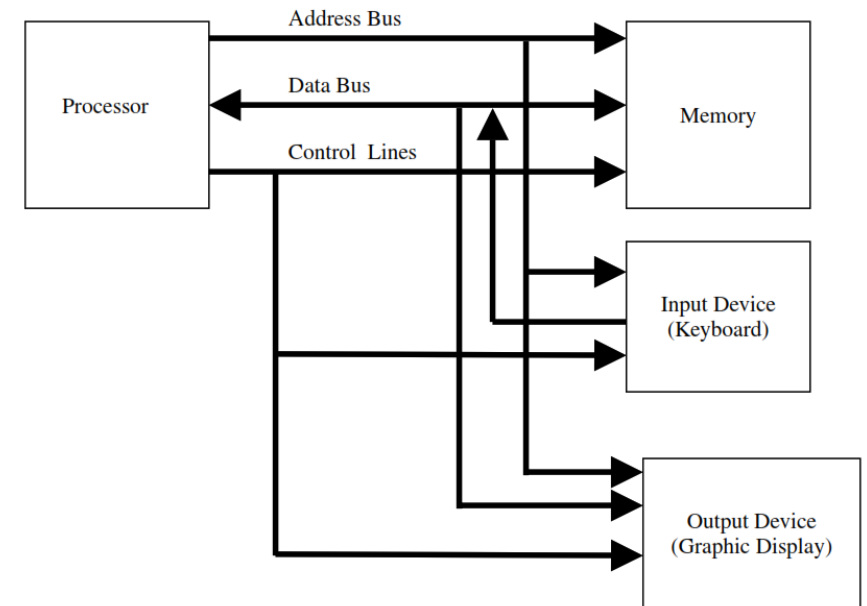 Address Bus
Data Bus
Processor
Memory
Control Lines
Input Device
(Keyboard)
Output Device
(Graphic Display)